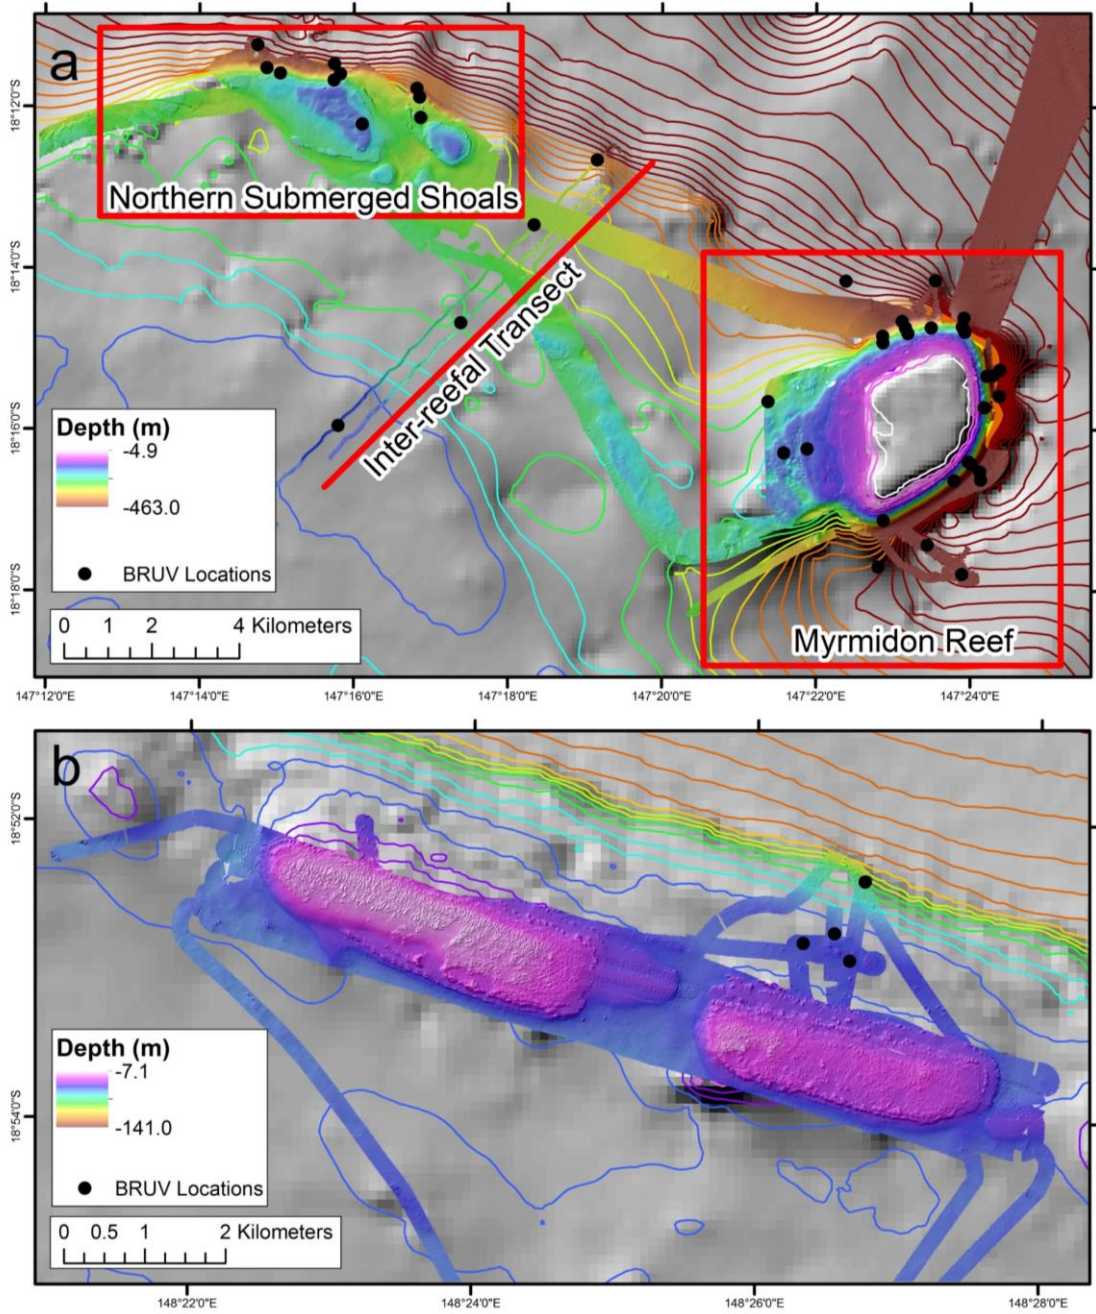 a
Northern Submerged Shoals
Inter-reefal Transect
Myrmidon Reef
Depth (m)
-4.9
-463.0
BRUV Locations
0 1 2 4 Kilometers
18°12'0"S
18°14'0"S
18°16'0"S
18°18'0"S
147°12'0"E 147°14'0"E 147°16'0"E 147°18'0"E 147°20'0"E 147°22'0"E 147°24'0"E
b
Depth (m)
-7.1
-141.0
BRUV Locations
0 0.5 1 2 Kilometers
18°52'0"S
18°54'0"S
148°22'0"E 148°24'0"E 148°26'0"E 148°28'0"E